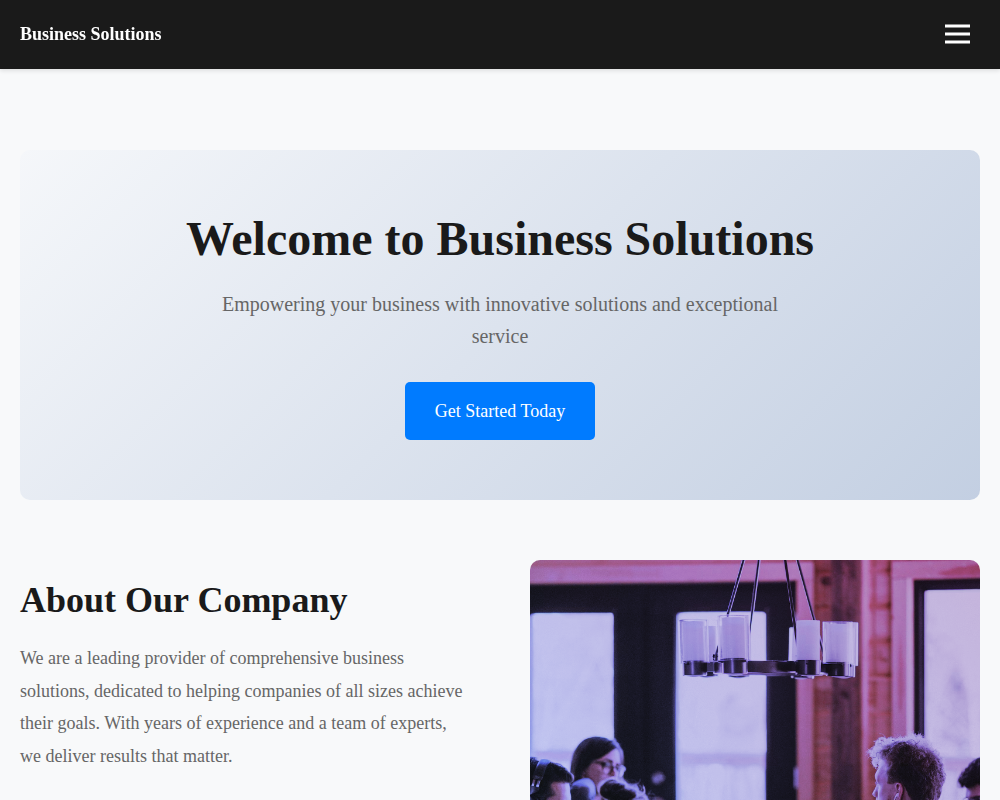 Business Solutions
Welcome to Business Solutions
Empowering your business with innovative solutions and exceptional
service
Get Started Today
About Our Company
We are a leading provider of comprehensive business
solutions, dedicated to helping companies of all sizes achieve
their goals. With years of experience and a team of experts,
we deliver results that matter.